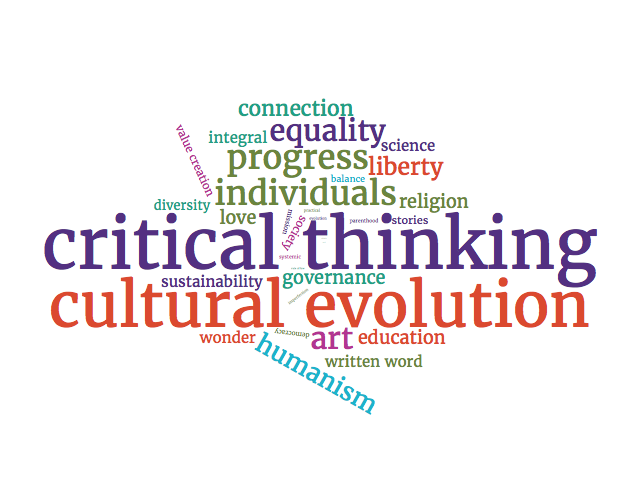 connection
value creation
integral
equality
science
progress
liberty
balance
individuals
diversity
religion
love
mission
society
practical
parenthood
stories
critical thinking
systemic
sustainability
governance
cultural evolution
wonder
democracy
art
education
humanism
written word